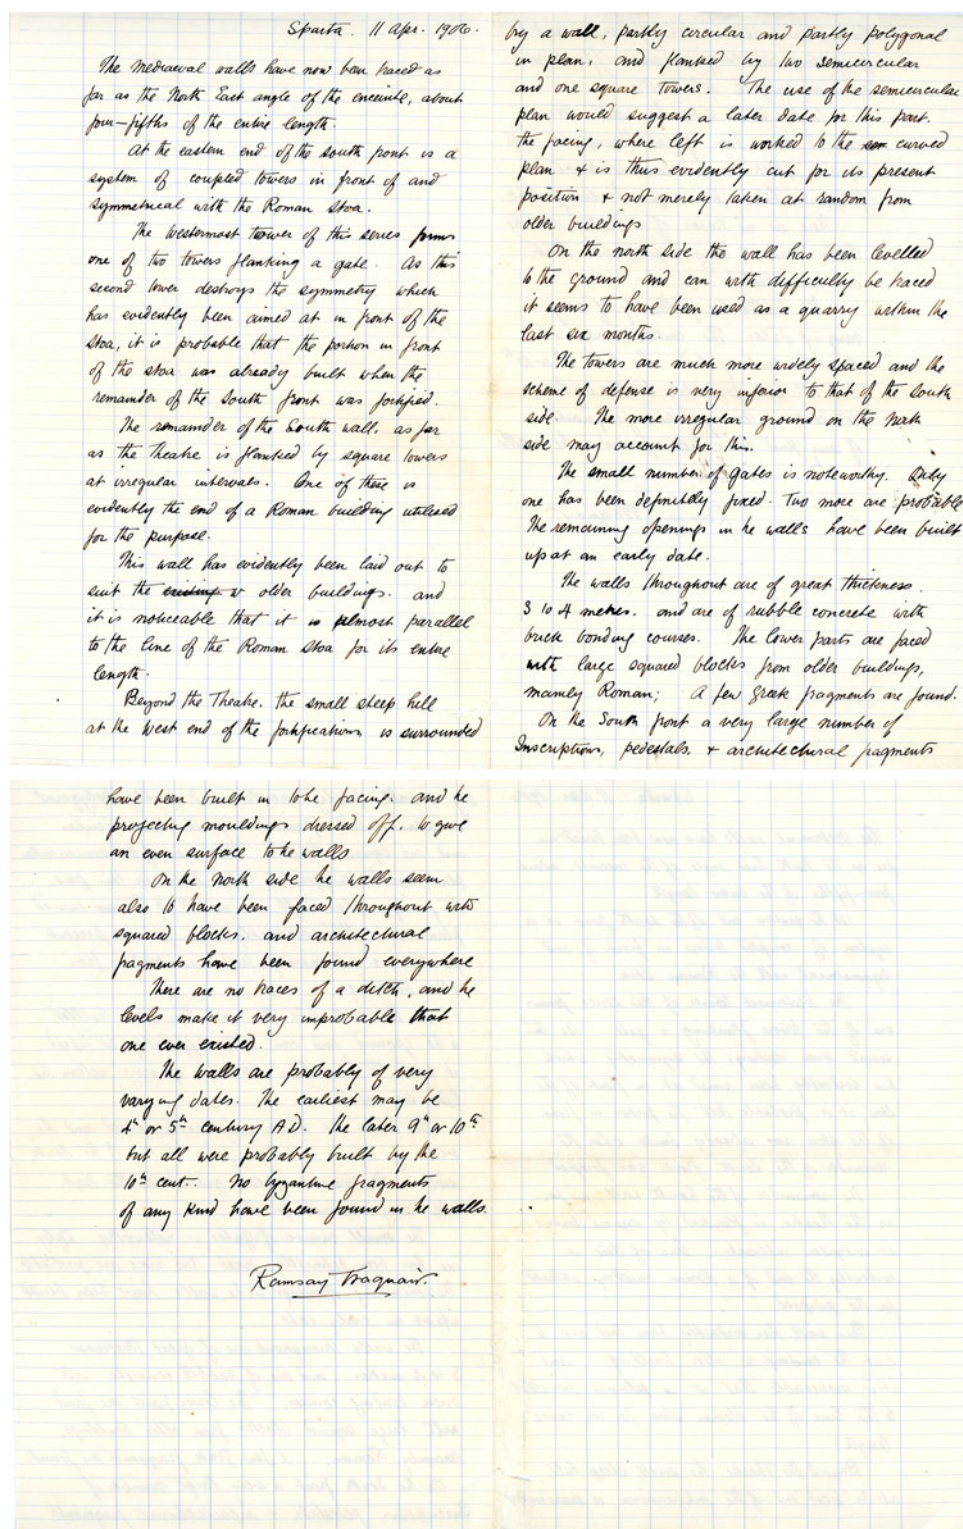 Sparta. 11 Apr. 1906.
The mediaeval walls have now been traced as
far as the North East angle of the enceinte, about
four-fifths of the entire length.
At the eastern end of the south front is a
system of coupled towers in front of and
symmetrical with the Roman Stoa.
The Westermost tower of this series forms
one of two towers flanking a gate. As this
second tower destroys the symmetry which
has evidently been aimed at in front of the
Stoa, it is probable that the portion in front
of the stoa was already built when the
remainder of the South front was fortified.
The remainder of the South wall, as far
as the Theatre is flanked by square towers
at irregular intervals. One of these is
evidently the end of a Roman building utilised
for the purpose.
This wall has evidently been laid out to
suit the existing w older buildings. and
it is noticeable that it is almost parallel
to the line of the Roman Stoa for its entire
length.
Beyond the Theatre. the small steep hill
at the West end of the fortifications is surrounded
by a wall, partly circular and partly polygonal
in plan, and flanked by two semicircular
and one square towers. The use of the semicircular
plan would suggest a later date for this part.
the facing, where left is worked to the curved
plan & is thus evidently cut for its present
position & not merely taken at random from
older buildings
On the north side the wall has been levelled
to the ground and can with difficulty be traced
it seems to have been used as a quarry within the
last six months.
The towers are much more widely spaced and the
scheme of defense is very inferior to that of the South
side. The more irregular ground on the North
side may account for this.
The small number of gates is noteworthy. Only
one has been definitely fixed. Two more are probable
The remaining openings in he walls have been built
up at an early date.
The walls throughout are of great thickness.
3 to 4 metres. and are of rubble concrete with
brick bonding courses. The lower parts are faced
with large squared blocks from older buildings,
mainly Roman; A few Greek fragments are found.
On the South front a very large number of
Inscriptions, pedestals, & architectural fragments
have been built in to he facing. and he
projecting mouldings dressed off. to give
an even surface to he walls
On he North side he walls seem
also to have been faced throughout with
squared blocks. and architectural
fragments have been found everywhere
There are no traces of a ditch, and he
levels make it very improbable that
one ever existed.
The walls are probably of very
varying dates. The earliest may be
4th or 5th century A.D. the later 9th or 10th
but all were probably built by the
10th cent.. No byzantine fragments
of any kind have been found in he walls.
Ramsay Traquair.